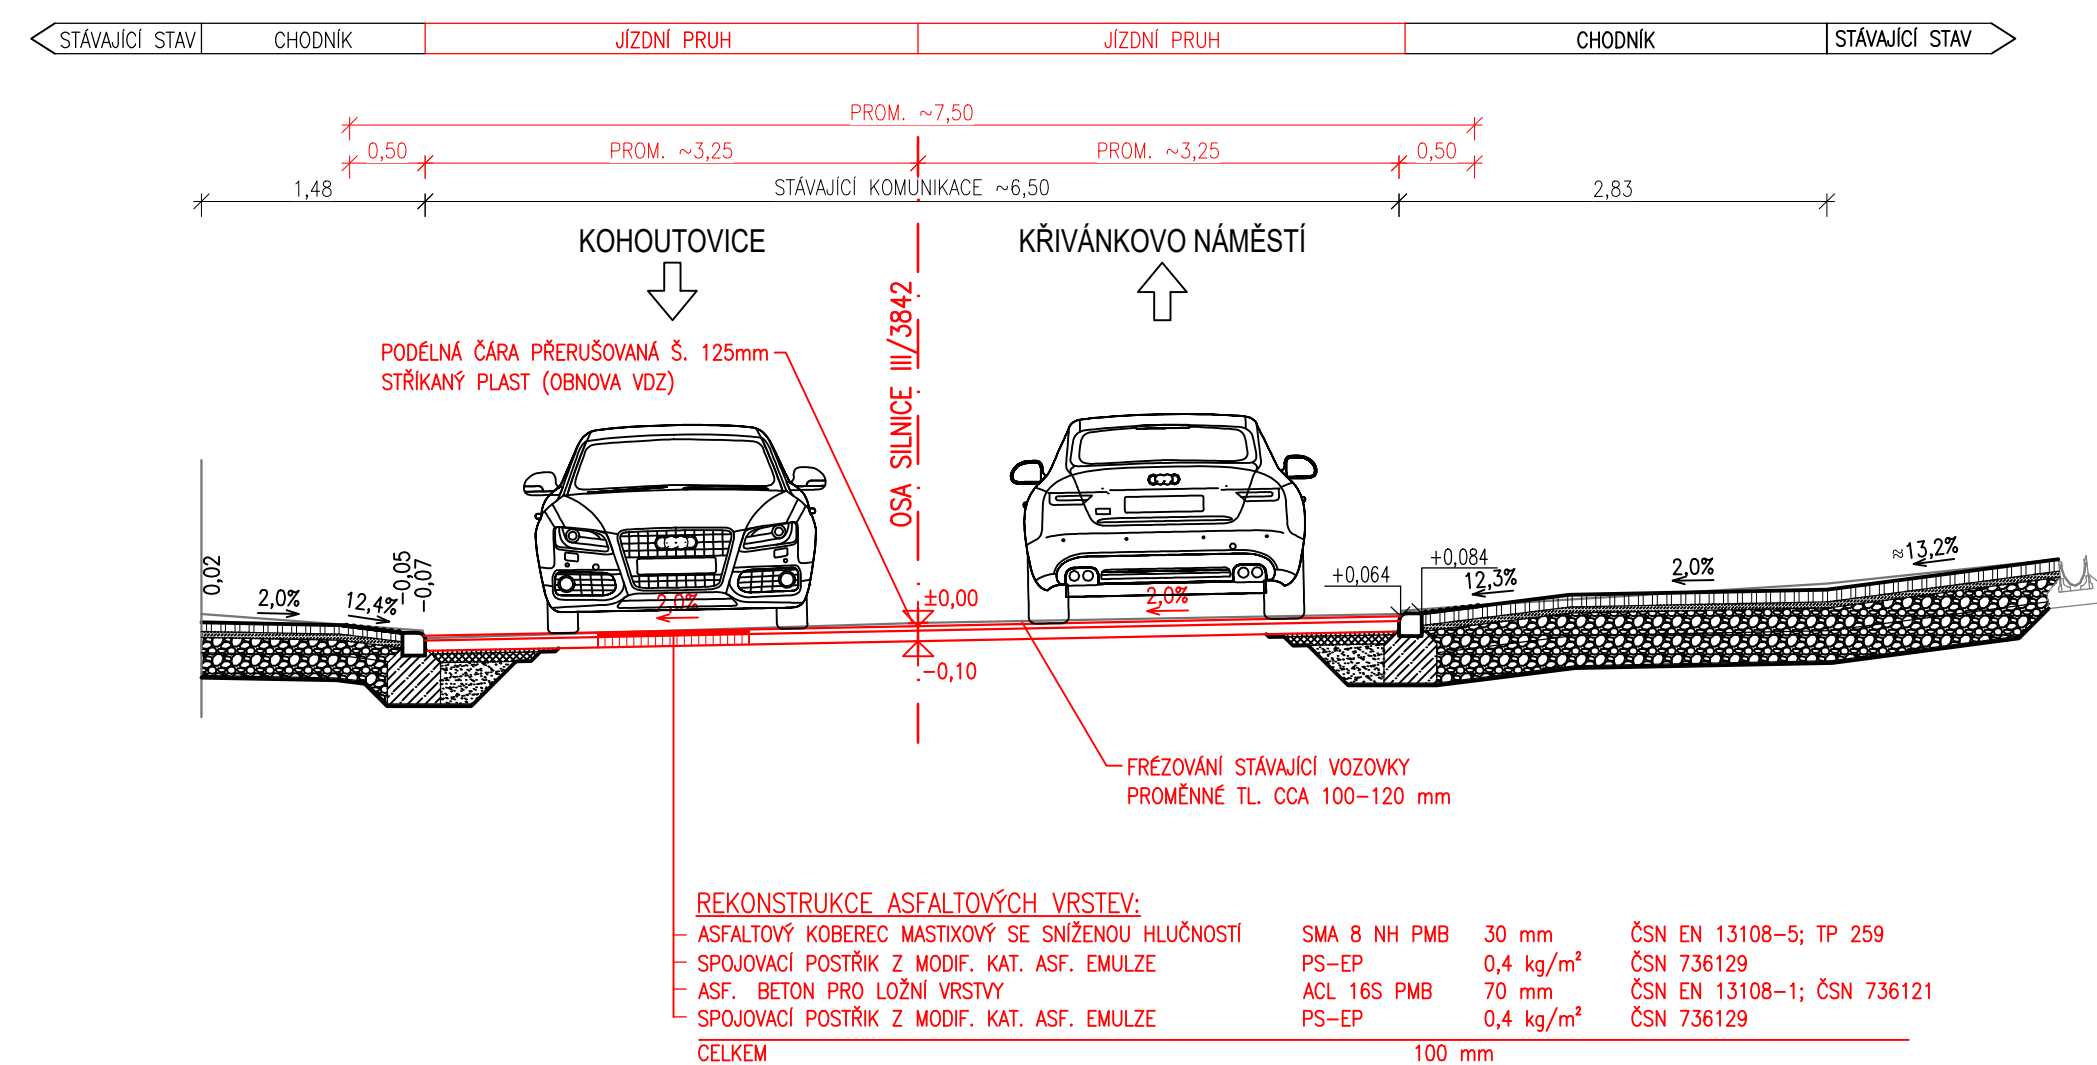 STÁVAJÍCÍ STAV CHODNÍK JÍZDNÍ PRUH JÍZDNÍ PRUH CHODNÍK STÁVAJÍCÍ STAV
PROM. ~7,50
0,50 PROM. ~3,25 PROM. ~3,25 0,50
1,48 STÁVAJÍCÍ KOMUNIKACE ~6,50 2,83
KOHOUTOVICE KŘIVÁNKOVO NÁMĚSTÍ
OSA SILNICE III/3842
PODÉLNÁ ČÁRA PŘERUŠOVANÁ Š. 125mm
STŘÍKANÝ PLAST (OBNOVA VDZ)
0,02
2,0%
12,4%
-0,05
-0,07
2,0%
±0,00
-0,10
2,0%
+0,064
+0,084
12,3%
2,0%
≈13,2%
FRÉZOVÁNÍ STÁVAJÍCÍ VOZOVKY
PROMĚNNÉ TL. CCA 100-120 mm
REKONSTRUKCE ASFALTOVÝCH VRSTEV:
ASFALTOVÝ KOBEREC MASTIXOVÝ SE SNÍŽENOU HLUČNOSTÍ SMA 8 NH PMB 30 mm ČSN EN 13108-5; TP 259
SPOJOVACÍ POSTŘIK Z MODIF. KAT. ASF. EMULZE PS-EP 0,4 kg/m² ČSN 736129
ASF. BETON PRO LOŽNÍ VRSTVY ACL 16S PMB 70 mm ČSN EN 13108-1; ČSN 736121
SPOJOVACÍ POSTŘIK Z MODIF. KAT. ASF. EMULZE PS-EP 0,4 kg/m² ČSN 736129
CELKEM 100 mm